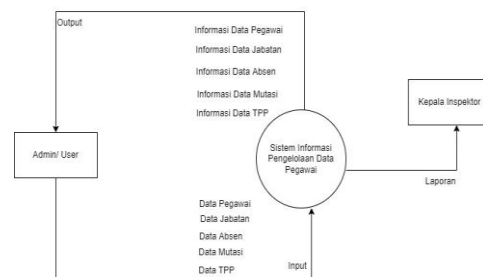 Output
Informasi Data Pegawai
Informasi Data Jabatan
Informasi Data Absen
Informasi Data Mutasi
Informasi Data TPP
Kepala Inspektor
Admin/ User
Sistem Informasi
Pengelolaan Data
Pegawai
Laporan
Data Pegawai
Data Jabatan
Data Absen
Data Mutasi
Data TPP
Input